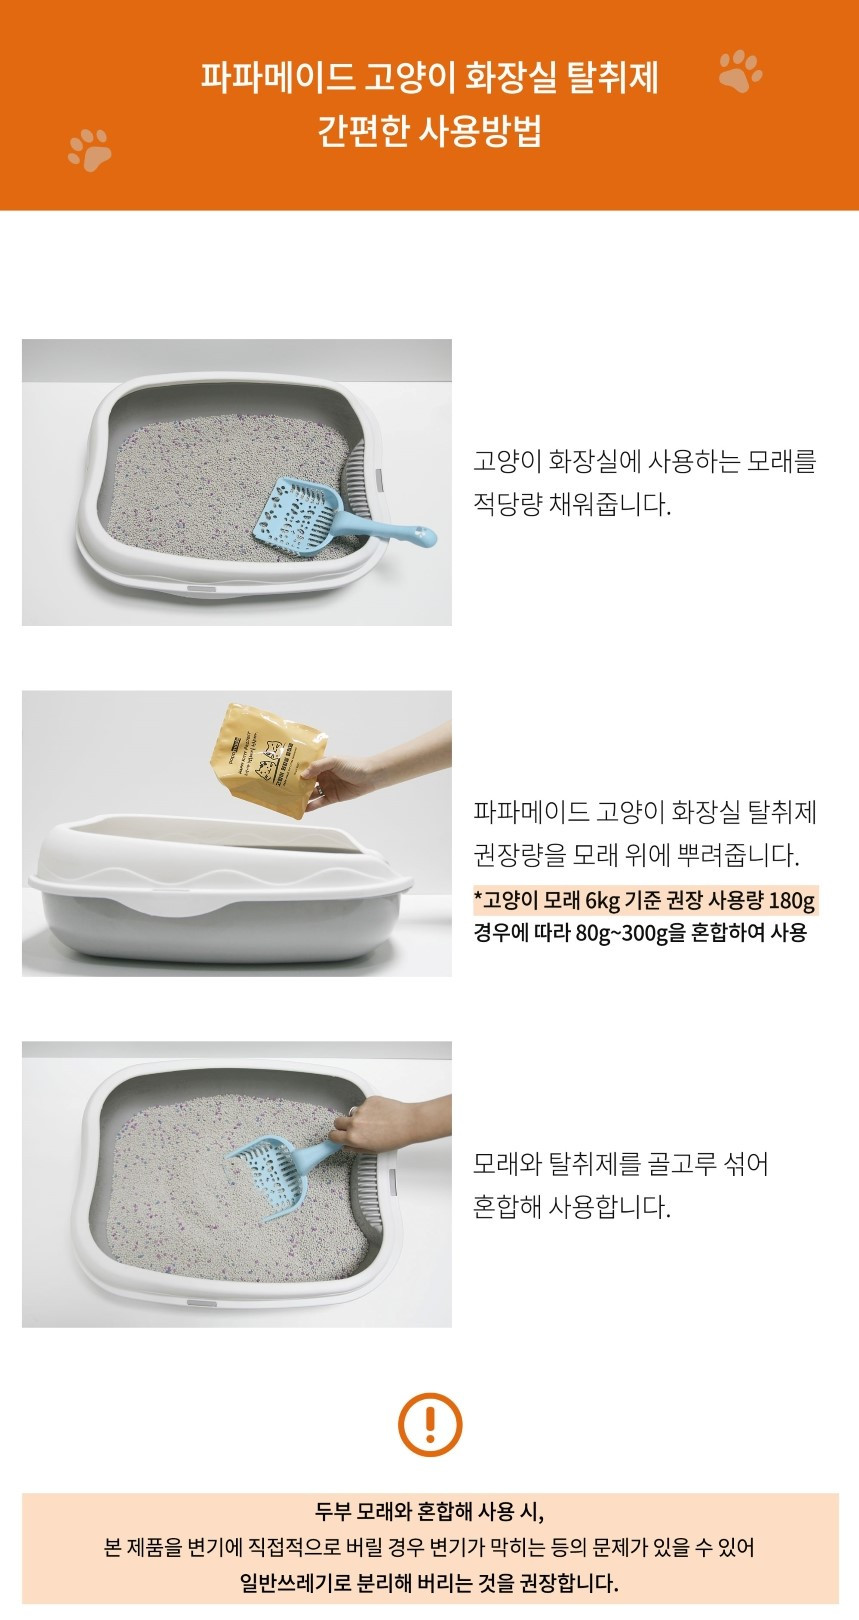 파파메이드 고양이 화장실 탈취제
간편한 사용방법
고양이 화장실에 사용하는 모래를
적당량 채워줍니다.
파파메이드 고양이 화장실 탈취제
권장량을 모래 위에 뿌려줍니다.
*고양이 모래 6kg 기준 권장 사용량 180g
경우에 따라 80g~300g을 혼합하여 사용
모래와 탈취제를 골고루 섞어
혼합해 사용합니다.
두부 모래와 혼합해 사용 시,
본 제품을 변기에 직접적으로 버릴 경우 변기가 막히는 등의 문제가 있을 수 있어
일반쓰레기로 분리해 버리는 것을 권장합니다.